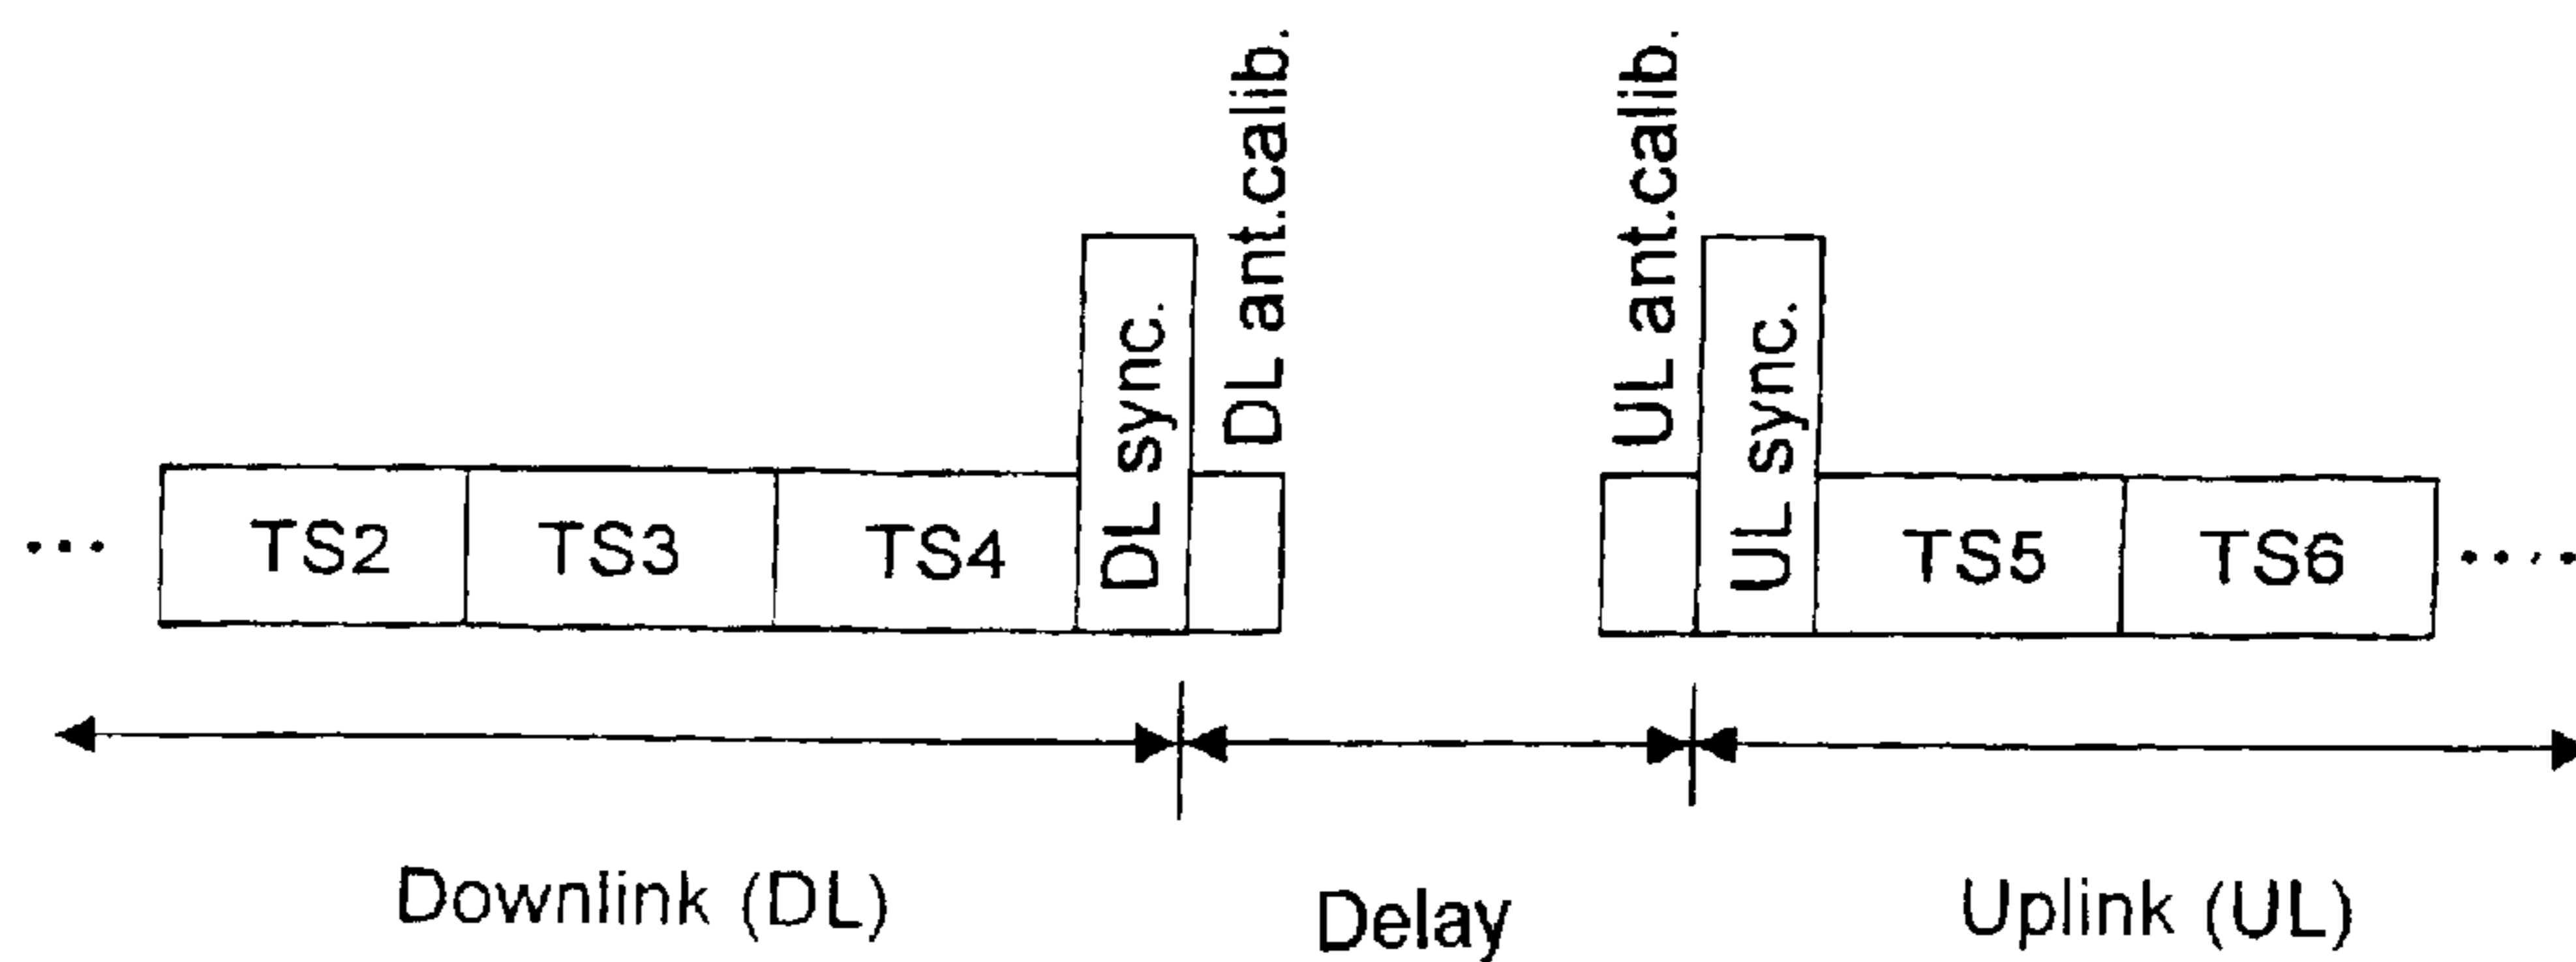 DL ant.calib.
UL ant.calib.
... TS2 TS3 TS4 DL sync. UL sync. TS5 TS6 ....
Downlink (DL) Delay Uplink (UL)